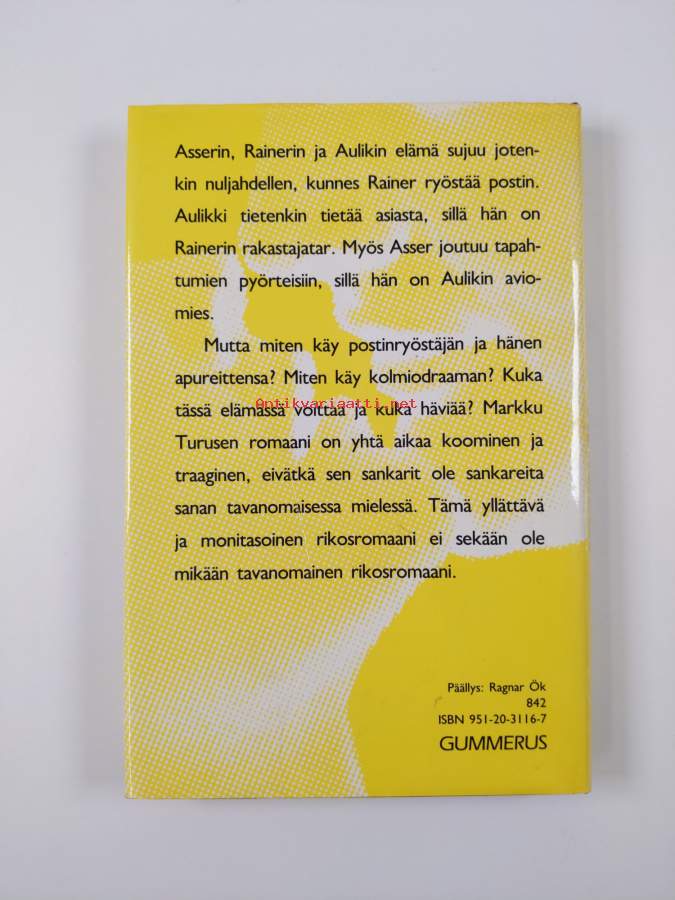 Asserin, Rainerin ja Aulikin elämä sujuu joten-
kin nuljahdellen, kunnes Rainer ryöstää postin.
Aulikki tietenkin tietää asiasta, sillä hän on
Rainerin rakastajatar. Myös Asser joutuu tapah-
tumien pyörteisiin, sillä hän on Aulikin avio-
mies.
Mutta miten käy postinryöstäjän ja hänen
apureittensa? Miten käy kolmiodraaman? Kuka
tässä elämässä voittaa ja kuka häviää? Markku
Antikvariaatti.net
Turusen romaani on yhtä aikaa koominen ja
traaginen, eivätkä sen sankarit ole sankareita
sanan tavanomaisessa mielessä. Tämä yllättävä
ja monitasoinen rikosromaani ei sekään ole
mikään tavanomainen rikosromaani.
Päällys: Ragnar Ök
842
ISBN 951-20-3116-7
GUMMERUS